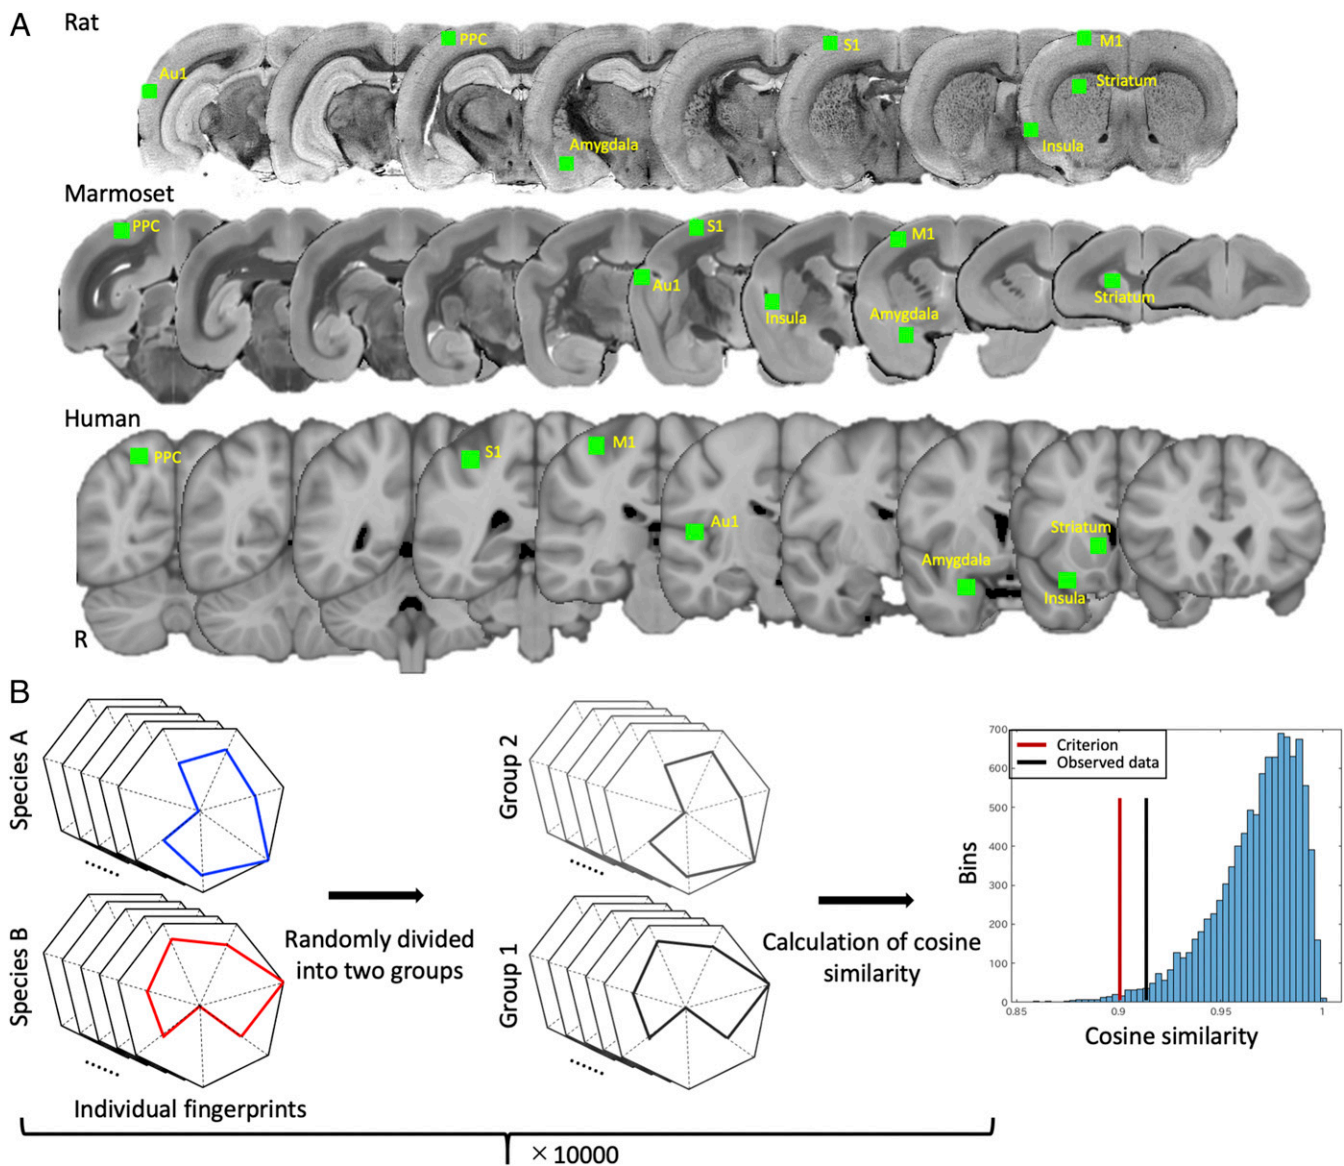 A
Rat
PPC
S1
M1
Au1
Striatum
Amygdala
Insula
Marmoset
PPC
S1
M1
Au1
Insula
Amygdala
Striatum
Human
PPC
S1
M1
Au1
Striatum
Amygdala
Insula
R
B
Species A
......
Species B
......
Individual fingerprints
Randomly divided
into two groups
Group 2
......
Group 1
......
Calculation of cosine
similarity
Criterion
Observed data
Bins
700
600
500
400
300
200
100
0
0.85
0.9
0.95
1
Cosine similarity
×10000